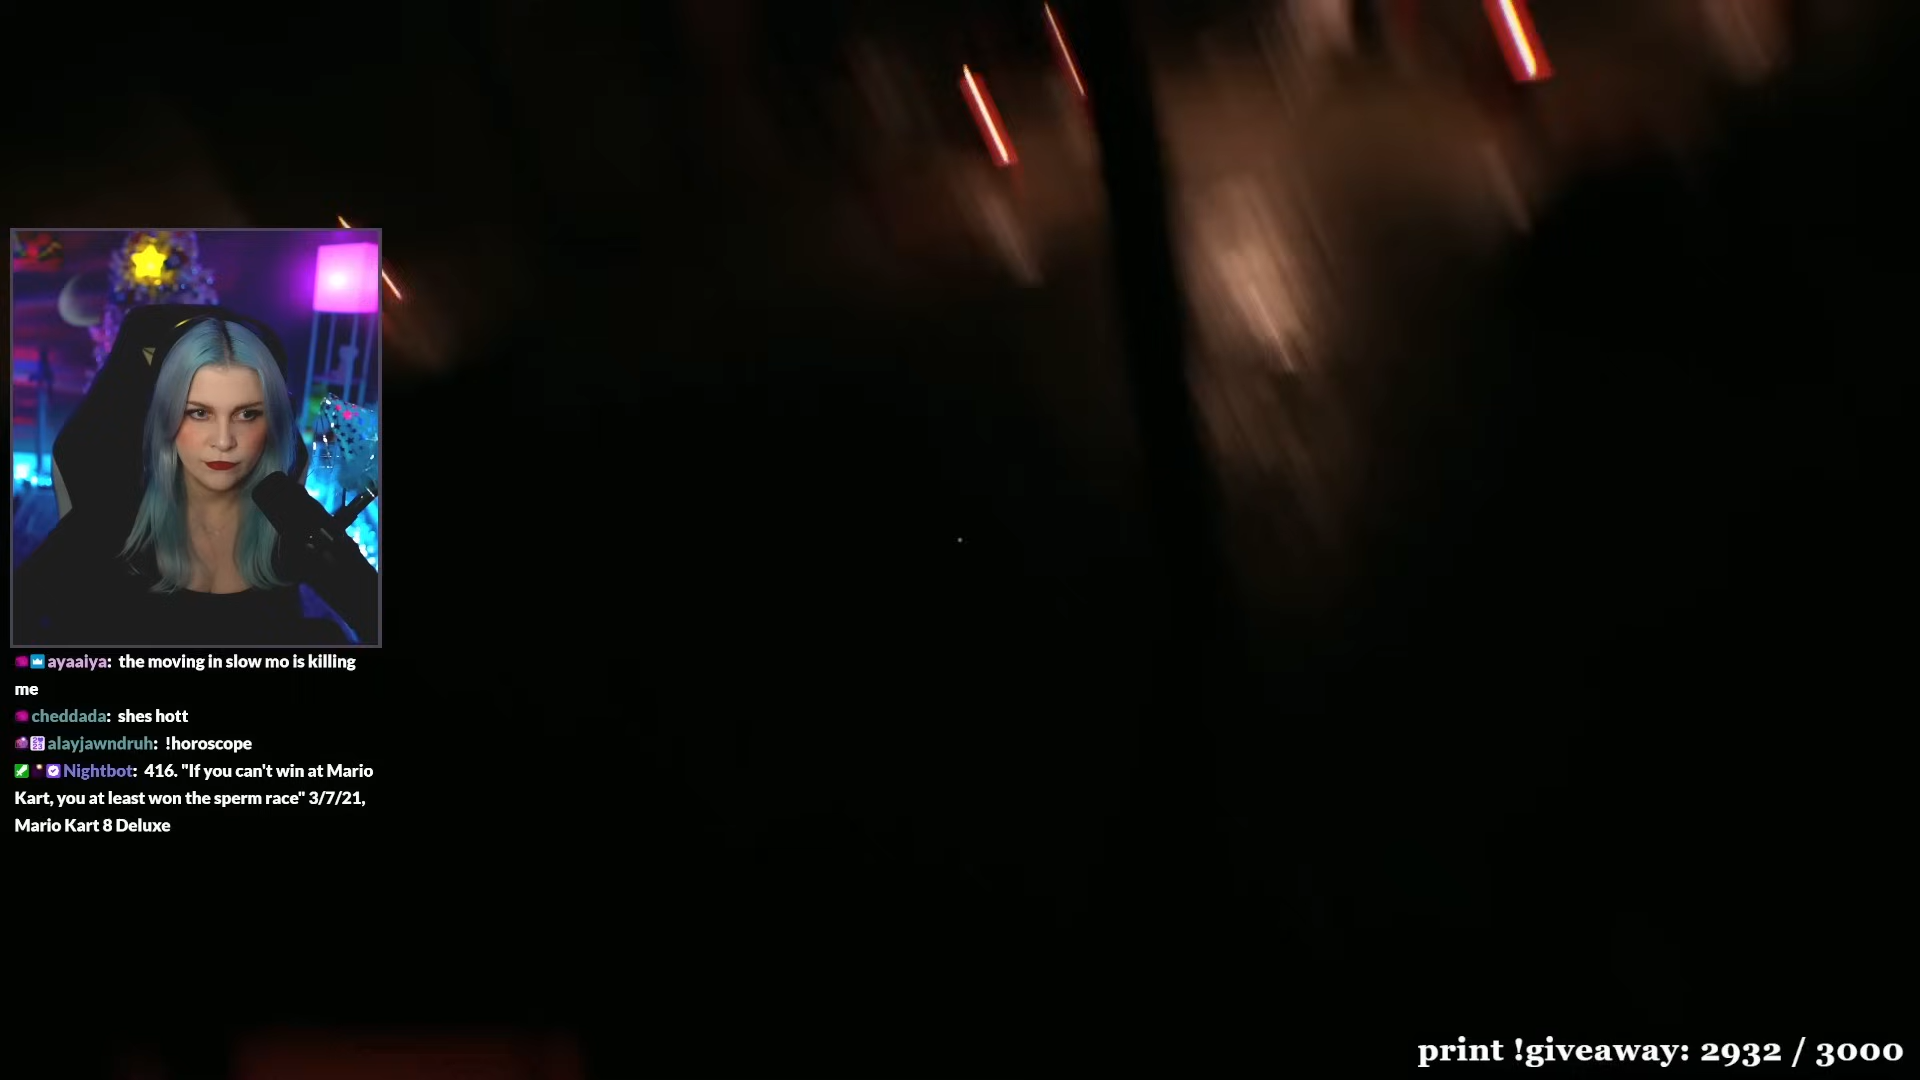 ayaaiya: the moving in slow mo is killing
me
cheddada: shes hott
alayjawndruh: !horoscope
Nightbot: 416. "If you can't win at Mario
Kart, you at least won the sperm race" 3/7/21,
Mario Kart 8 Deluxe
print !giveaway: 2932 / 3000